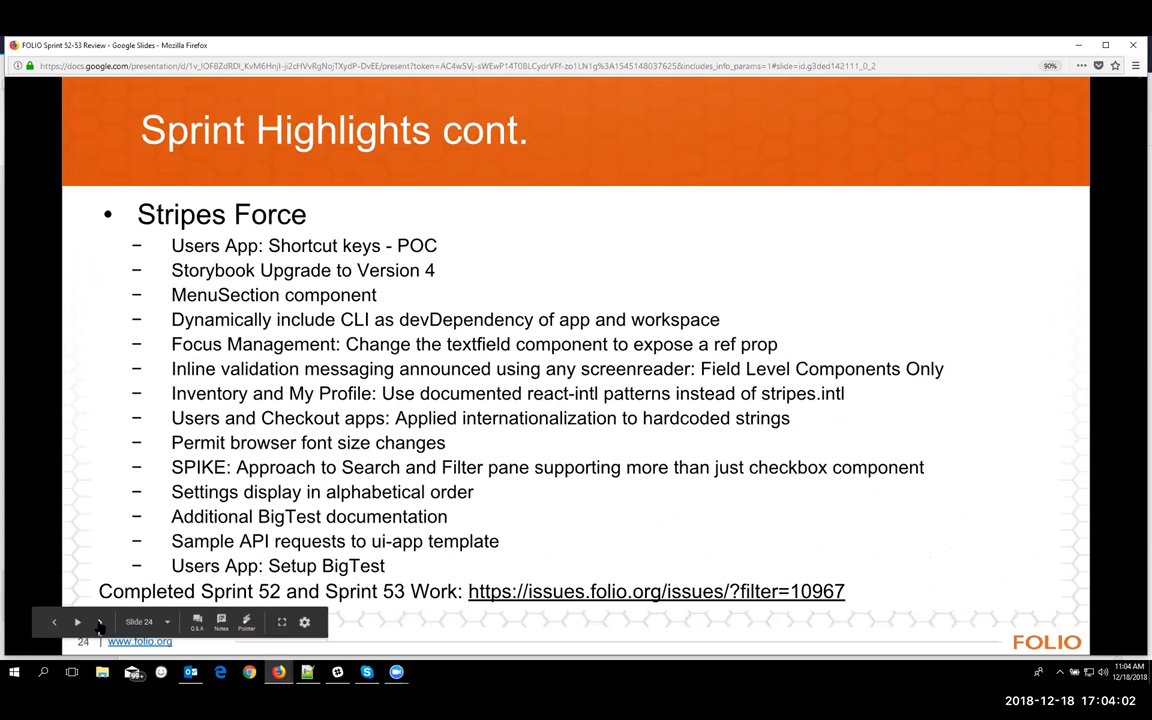 FOLIO Sprint 52-53 Review - Google Slides - Mozilla Firefox
90%
Sprint Highlights cont.
• Stripes Force
− Users App: Shortcut keys - POC
− Storybook Upgrade to Version 4
− MenuSection component
− Dynamically include CLI as devDependency of app and workspace
− Focus Management: Change the textfield component to expose a ref prop
− Inline validation messaging announced using any screenreader: Field Level Components Only
− Inventory and My Profile: Use documented react-intl patterns instead of stripes.intl
− Users and Checkout apps: Applied internationalization to hardcoded strings
− Permit browser font size changes
− SPIKE: Approach to Search and Filter pane supporting more than just checkbox component
− Settings display in alphabetical order
− Additional BigTest documentation
− Sample API requests to ui-app template
− Users App: Setup BigTest
Completed Sprint 52 and Sprint 53 Work: https://issues.folio.org/issues/?filter=10967
Slide 24
Q&A Notes Pointer
24 | www.folio.org
FOLIO
99+
11:04 AM
12/18/2018
2018-12-18 17:04:02